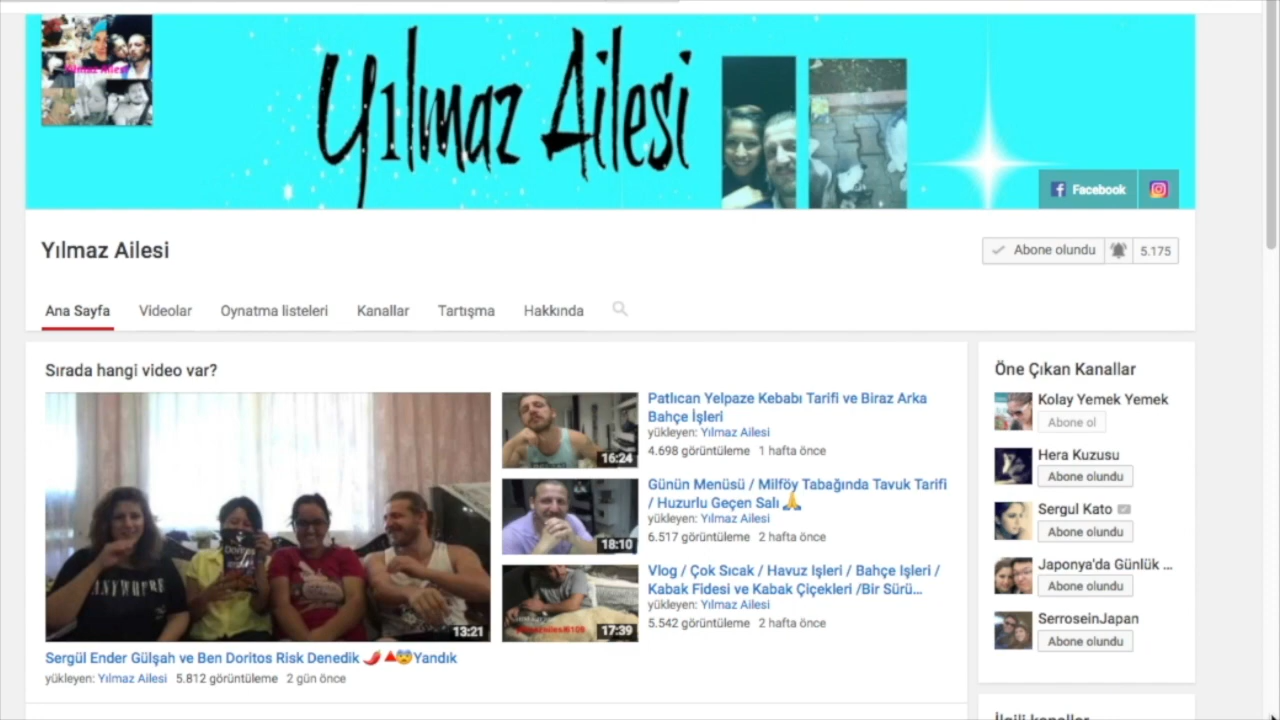 Yılmaz Ailesi
Yılmaz Ailesi
Facebook
Yılmaz Ailesi
Abone olundu
5.175
Ana Sayfa
Videolar
Oynatma listeleri
Kanallar
Tartışma
Hakkında
Sırada hangi video var?
13:21
Sergül Ender Gülşah ve Ben Doritos Risk Denedik 🌶️🔺😨Yandık
yükleyen: Yılmaz Ailesi 5.812 görüntüleme 2 gün önce
16:24
Patlıcan Yelpaze Kebabı Tarifi ve Biraz Arka
Bahçe İşleri
yükleyen: Yılmaz Ailesi
4.698 görüntüleme 1 hafta önce
18:10
Günün Menüsü / Milföy Tabağında Tavuk Tarifi
/ Huzurlu Geçen Salı 🙏
yükleyen: Yılmaz Ailesi
6.517 görüntüleme 2 hafta önce
17:39
Vlog / Çok Sıcak / Havuz Işleri / Bahçe Işleri /
Kabak Fidesi ve Kabak Çiçekleri /Bir Sürü...
yükleyen: Yılmaz Ailesi
5.542 görüntüleme 2 hafta önce
Öne Çıkan Kanallar
Kolay Yemek Yemek
Abone ol
Hera Kuzusu
Abone olundu
Sergul Kato
Abone olundu
Japonya'da Günlük ...
Abone olundu
SerroseinJapan
Abone olundu